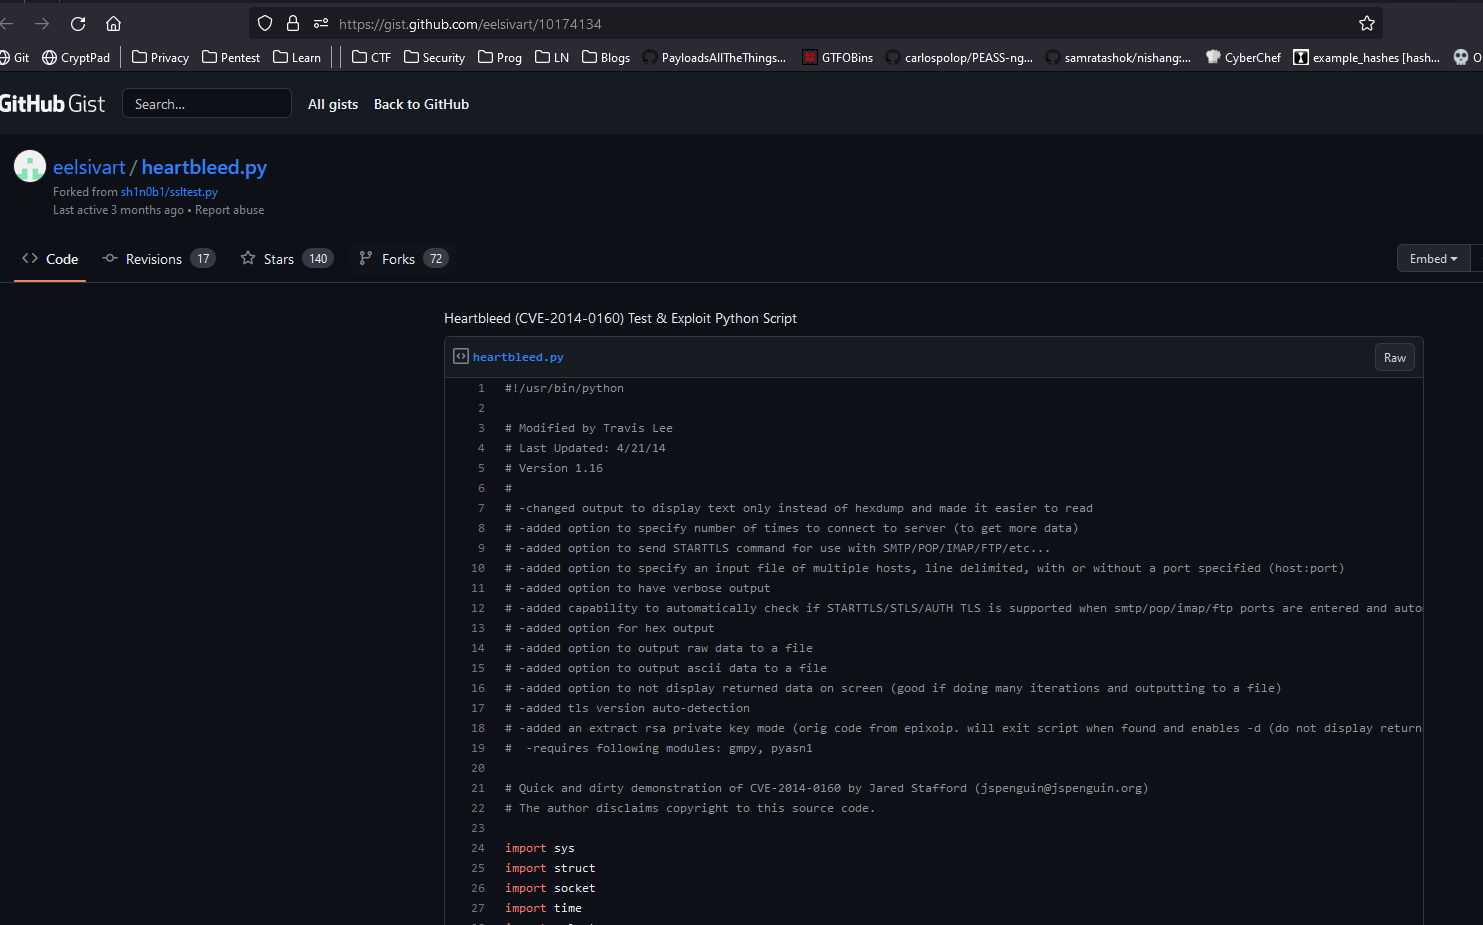 https://gist.github.com/eelsivart/10174134
Git CryptPad Privacy Pentest Learn CTF Security Prog LN Blogs PayloadsAllTheThings... GTFOBins carlospolop/PEASS-ng... samratashok/nishang:... CyberChef example_hashes [hash... O
GitHub Gist Search... All gists Back to GitHub
eelsivart / heartbleed.py
Forked from sh1n0b1/ssltest.py
Last active 3 months ago • Report abuse
Code Revisions 17 Stars 140 Forks 72 Embed
Heartbleed (CVE-2014-0160) Test & Exploit Python Script
heartbleed.py Raw
1 #!/usr/bin/python
2
3 # Modified by Travis Lee
4 # Last Updated: 4/21/14
5 # Version 1.16
6 #
7 # -changed output to display text only instead of hexdump and made it easier to read
8 # -added option to specify number of times to connect to server (to get more data)
9 # -added option to send STARTTLS command for use with SMTP/POP/IMAP/FTP/etc...
10 # -added option to specify an input file of multiple hosts, line delimited, with or without a port specified (host:port)
11 # -added option to have verbose output
12 # -added capability to automatically check if STARTTLS/STLS/AUTH TLS is supported when smtp/pop/imap/ftp ports are entered and auto
13 # -added option for hex output
14 # -added option to output raw data to a file
15 # -added option to output ascii data to a file
16 # -added option to not display returned data on screen (good if doing many iterations and outputting to a file)
17 # -added tls version auto-detection
18 # -added an extract rsa private key mode (orig code from epixoip. will exit script when found and enables -d (do not display return
19 #  -requires following modules: gmpy, pyasn1
20
21 # Quick and dirty demonstration of CVE-2014-0160 by Jared Stafford (jspenguin@jspenguin.org)
22 # The author disclaims copyright to this source code.
23
24 import sys
25 import struct
26 import socket
27 import time